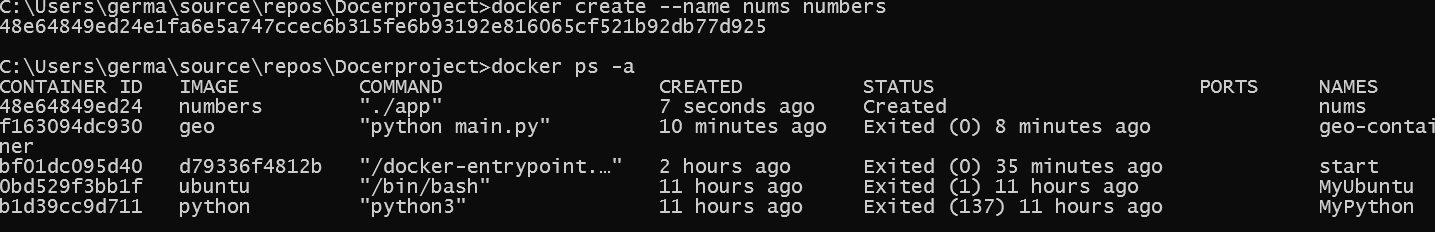 C:\Users\germa\source\repos\Docerproject>docker create --name nums numbers
48e64849ed24e1fa6e5a747ccec6b315fe6b93192e816065cf521b92db77d925
C:\Users\germa\source\repos\Docerproject>docker ps -a
CONTAINER ID   IMAGE          COMMAND                  CREATED          STATUS                      PORTS     NAMES
48e64849ed24   numbers        "./app"                  7 seconds ago    Created                               nums
f163094dc930   geo            "python main.py"         10 minutes ago   Exited (0) 8 minutes ago              geo-contai
ner
bf01dc095d40   d79336f4812b   "/docker-entrypoint.…"   2 hours ago      Exited (0) 35 minutes ago             start
0bd529f3bb1f   ubuntu         "/bin/bash"              11 hours ago     Exited (1) 11 hours ago               MyUbuntu
b1d39cc9d711   python         "python3"                11 hours ago     Exited (137) 11 hours ago             MyPython